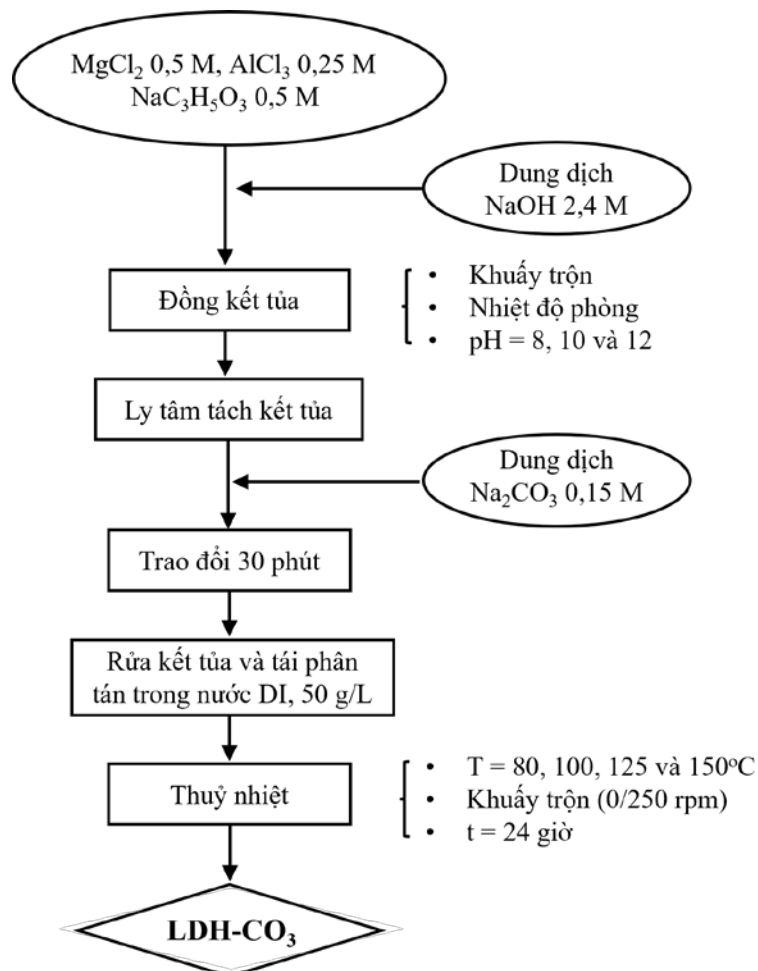 MgCl₂ 0,5 M, AlCl₃ 0,25 M
NaC₃H₅O₃ 0,5 M
Dung dịch
NaOH 2,4 M
Đồng kết tủa
• Khuấy trộn
• Nhiệt độ phòng
• pH = 8, 10 và 12
Ly tâm tách kết tủa
Dung dịch
Na₂CO₃ 0,15 M
Trao đổi 30 phút
Rửa kết tủa và tái phân
tán trong nước DI, 50 g/L
Thuỷ nhiệt
• T = 80, 100, 125 và 150ºC
• Khuấy trộn (0/250 rpm)
• t = 24 giờ
LDH-CO₃